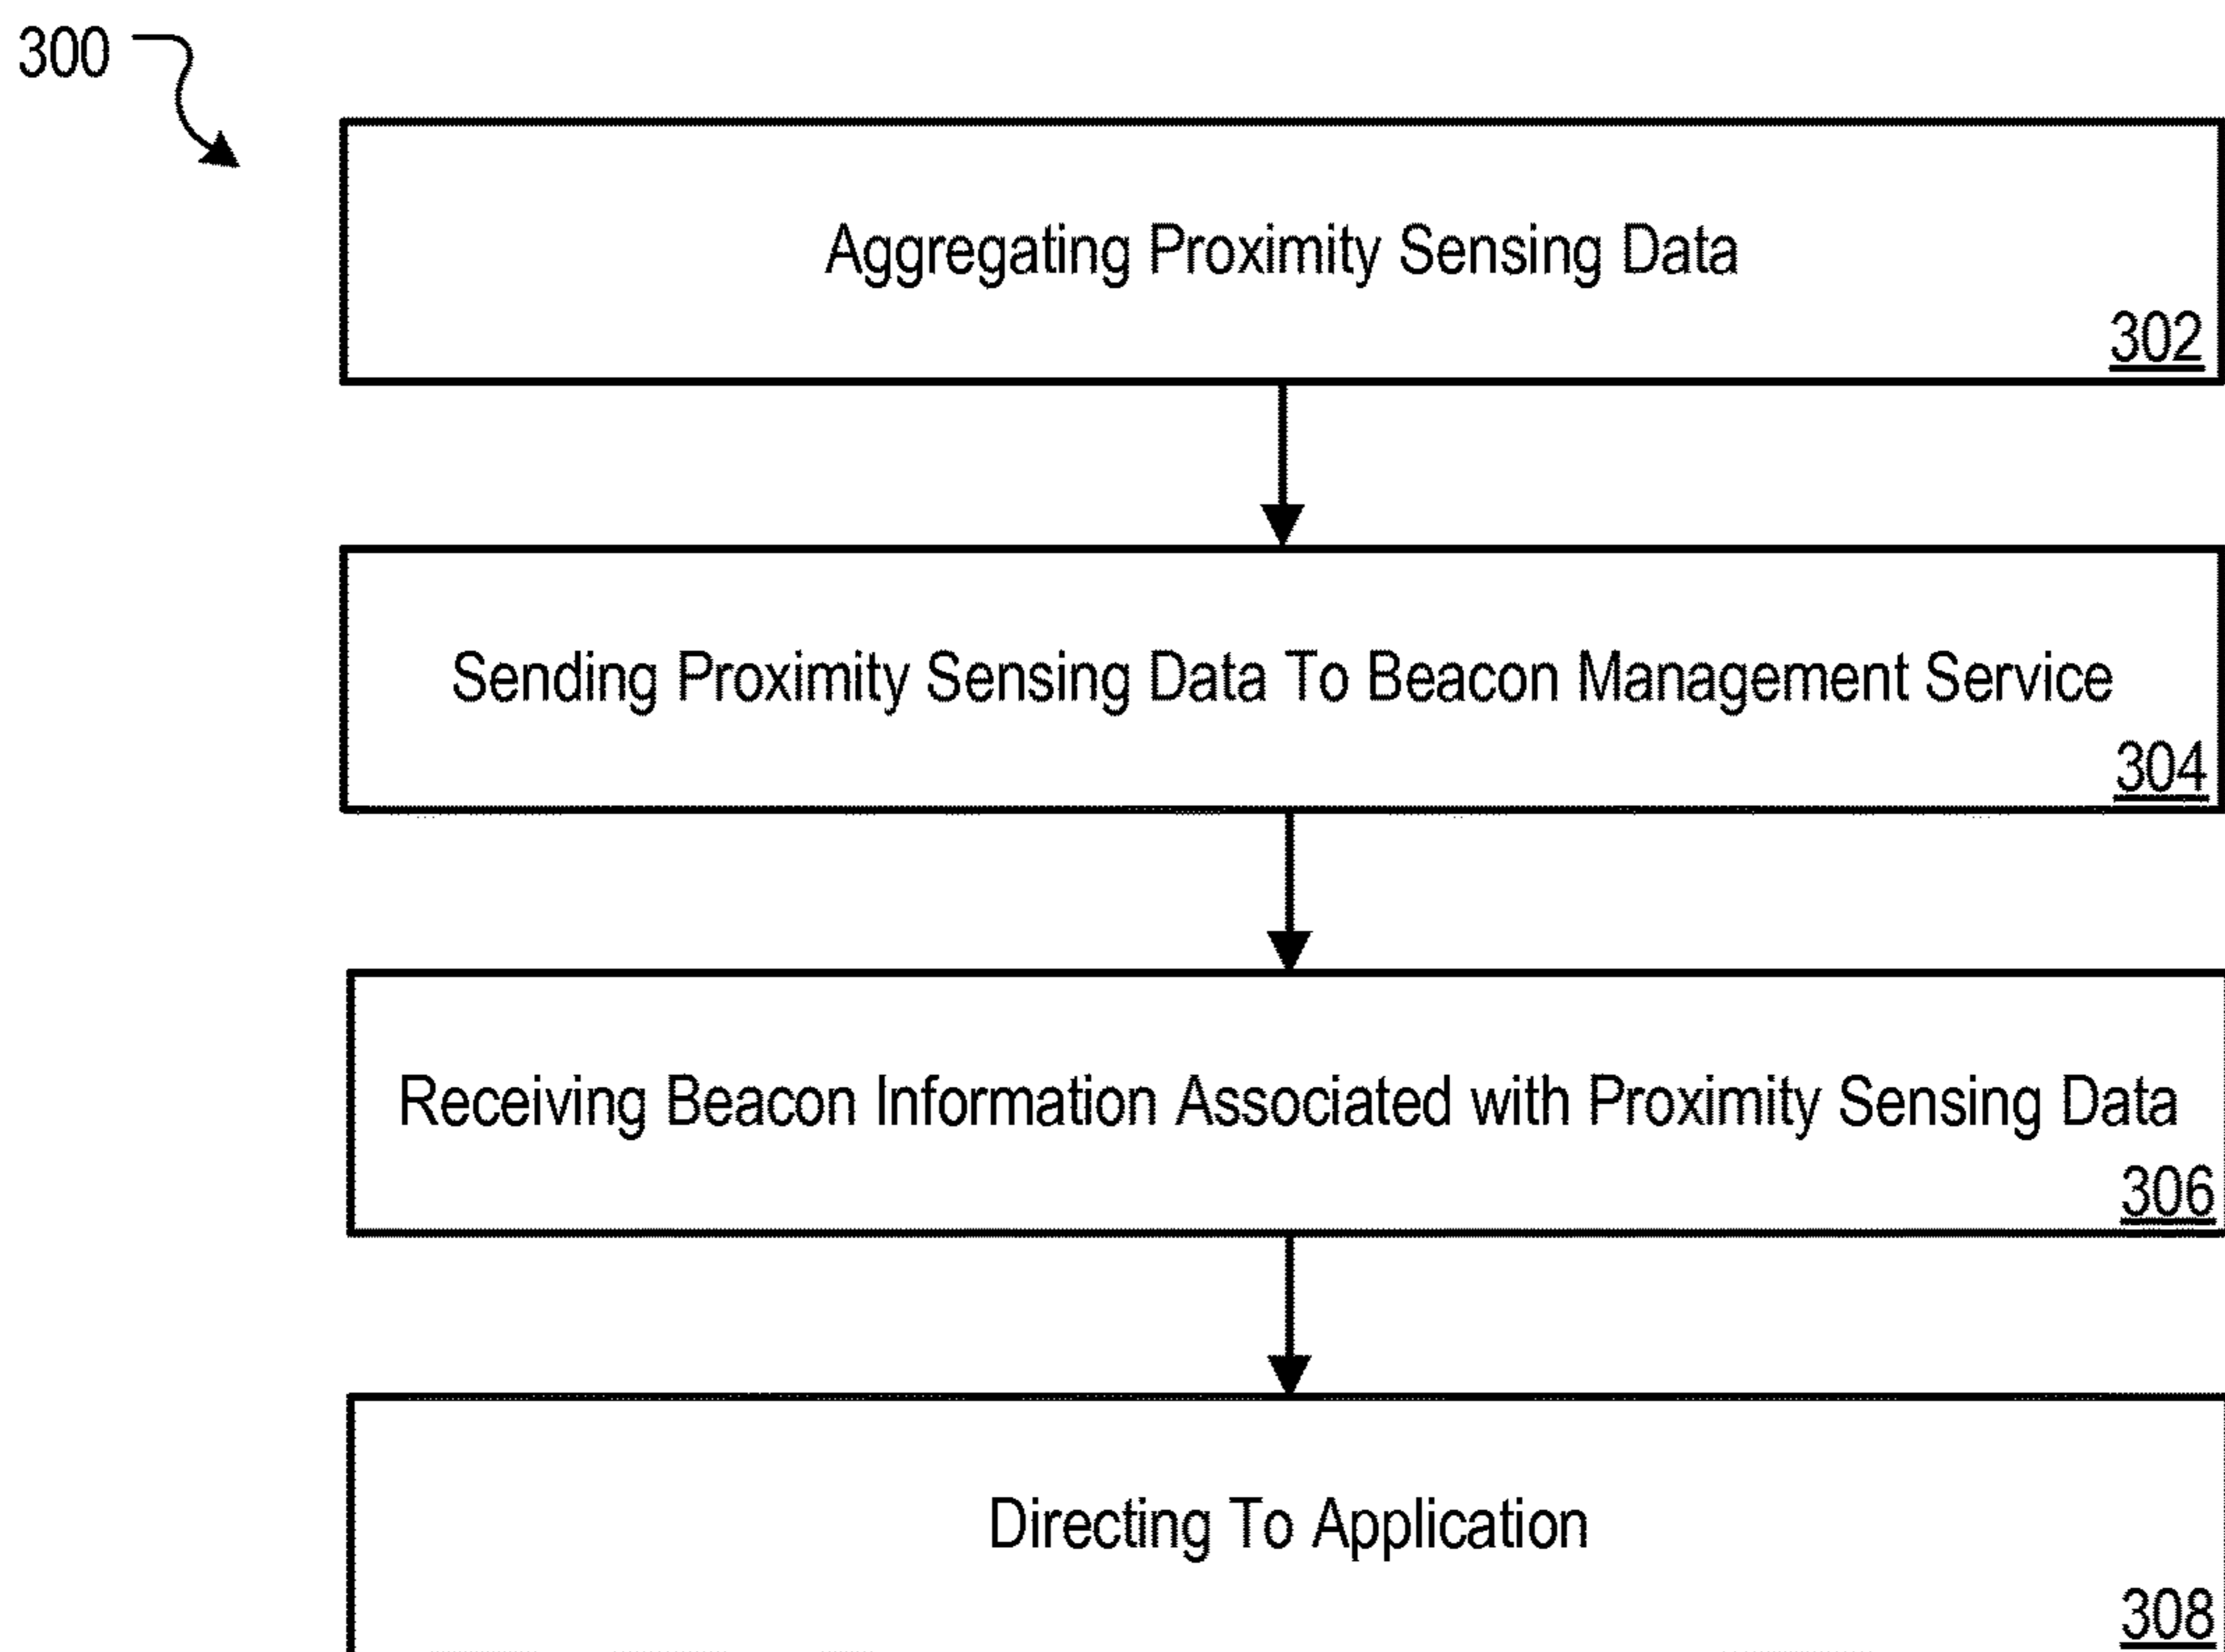 300
Aggregating Proximity Sensing Data
302
Sending Proximity Sensing Data To Beacon Management Service
304
Receiving Beacon Information Associated with Proximity Sensing Data
306
Directing To Application
308